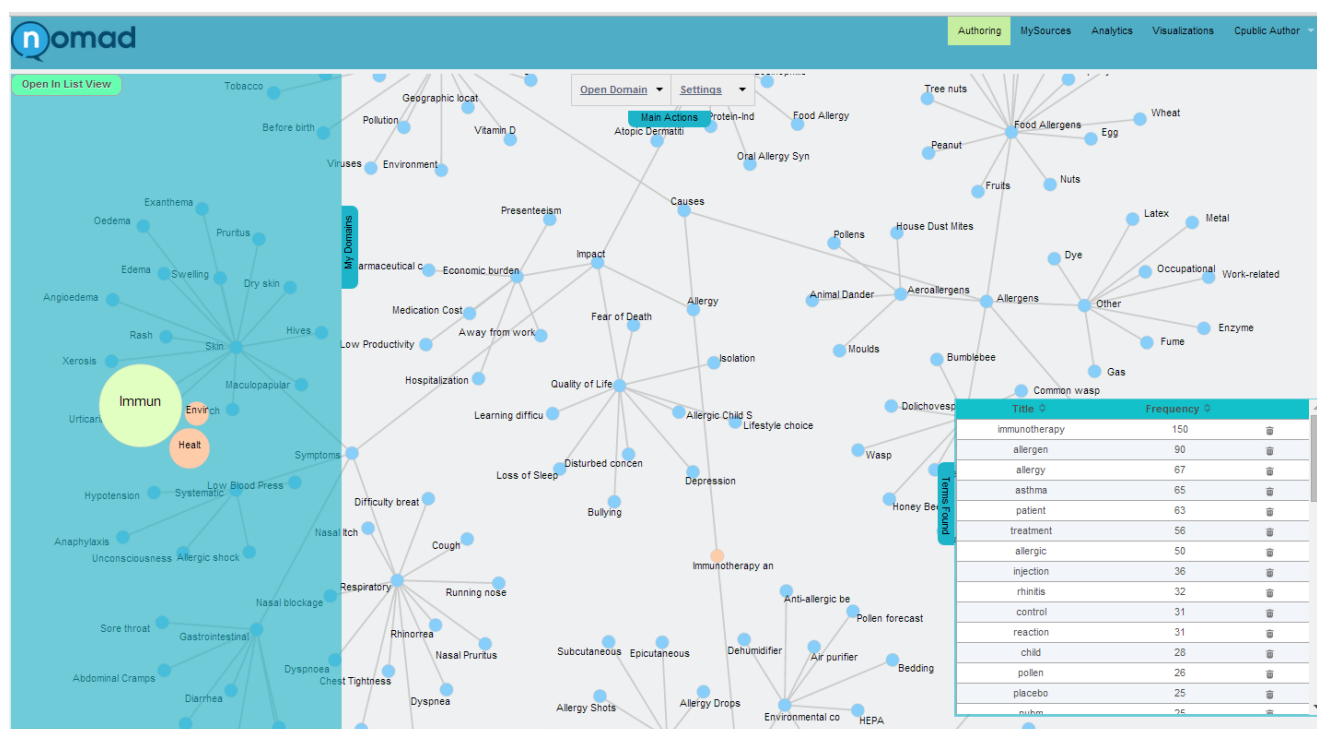 nomad
Authoring MySources Analytics Visualizations Cpublic Author
Open In List View
Open Domain Settings
Main Actions
My Domains
Terms Found
Tobacco
Geographic locat
Before birth
Pollution
Vitamin D
Viruses
Environment
Atopic Dermatiti
Protein-Ind
Food Allergy
Oral Allergy Syn
Tree nuts
Food Allergens
Wheat
Egg
Peanut
Nuts
Fruits
Exanthema
Oedema
Pruritus
Edema
Swelling
Dry skin
Angioedema
Rash
Hives
Skin
Xerosis
Maculopapular
Immun
Envir
Healt
Presenteeism
Causes
Impact
Economic burden
Medication Cost
Away from work
Low Productivity
Hospitalization
Allergy
Fear of Death
Isolation
Quality of Life
Learning difficu
Allergic Child S
Lifestyle choice
Loss of Sleep
Disturbed concen
Depression
Bullying
Pollens
House Dust Mites
Animal Dander
Aeroallergens
Allergens
Moulds
Latex
Metal
Dye
Occupational
Work-related
Other
Enzyme
Fume
Gas
Bumblebee
Common wasp
Dolichovesp
Wasp
Honey Bee
Symptoms
Low Blood Press
Hypotension
Systematic
Anaphylaxis
Unconsciousness
Allergic shock
Difficulty breat
Nasal Itch
Cough
Respiratory
Running nose
Nasal blockage
Rhinorrea
Nasal Pruritus
Sore throat
Gastrointestinal
Dyspnoea
Chest Tightness
Dyspnea
Abdominal Cramps
Diarrhea
Immunotherapy an
Anti-allergic be
Pollen forecast
Subcutaneous
Epicutaneous
Dehumidifier
Air purifier
Bedding
Allergy Shots
Allergy Drops
Environmental co
HEPA
Title Frequency
immunotherapy 150
allergen 90
allergy 67
asthma 65
patient 63
treatment 56
allergic 50
injection 36
rhinitis 32
control 31
reaction 31
child 28
pollen 26
placebo 25